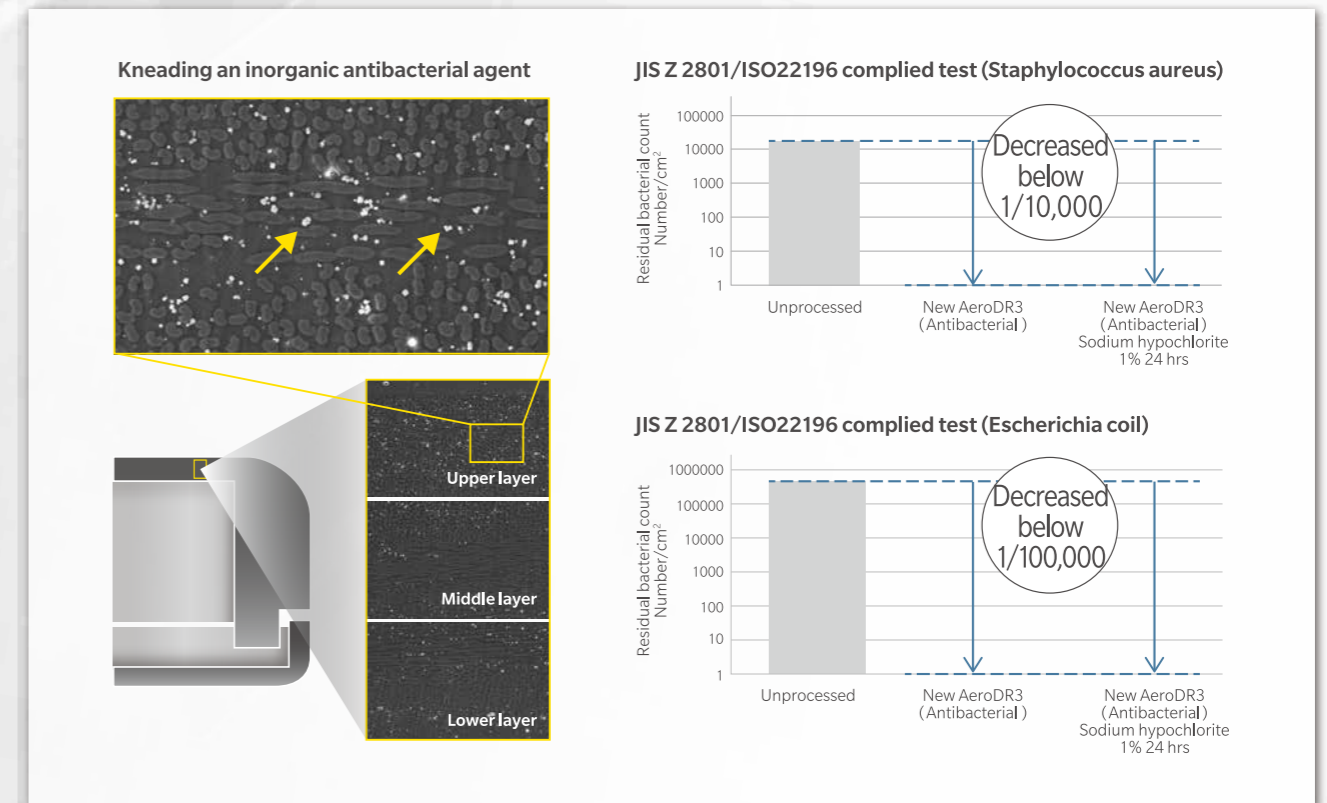 Kneading an inorganic antibacterial agent
Upper layer
Middle layer
Lower layer
JIS Z 2801/ISO22196 complied test (Staphylococcus aureus)
Residual bacterial count
Number/cm²
100000
10000
1000
100
10
1
Decreased
below
1/10,000
Unprocessed
New AeroDR3
(Antibacterial)
New AeroDR3
(Antibacterial)
Sodium hypochlorite
1% 24 hrs
JIS Z 2801/ISO22196 complied test (Escherichia coil)
Residual bacterial count
Number/cm²
1000000
100000
10000
1000
100
10
1
Decreased
below
1/100,000
Unprocessed
New AeroDR3
(Antibacterial)
New AeroDR3
(Antibacterial)
Sodium hypochlorite
1% 24 hrs